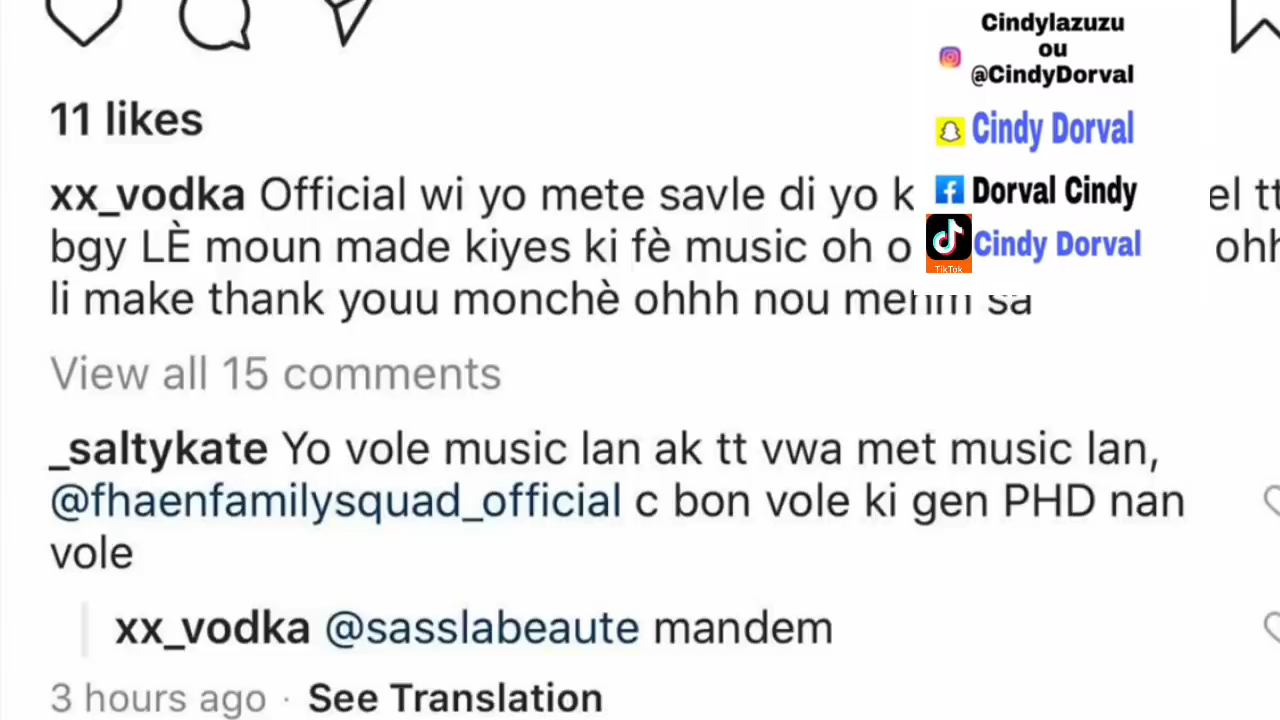 Cindylazuzu
ou
@CindyDorval
Cindy Dorval
Dorval Cindy
TikTok
Cindy Dorval
11 likes
xx_vodka Official wi yo mete savle di yo k el tt
bgy LÈ moun made kiyes ki fè music oh o ohh
li make thank youu monchè ohhh nou menm sa
View all 15 comments
_saltykate Yo vole music lan ak tt vwa met music lan,
@fhaenfamilysquad_official c bon vole ki gen PHD nan
vole
xx_vodka @sasslabeaute mandem
3 hours ago · See Translation